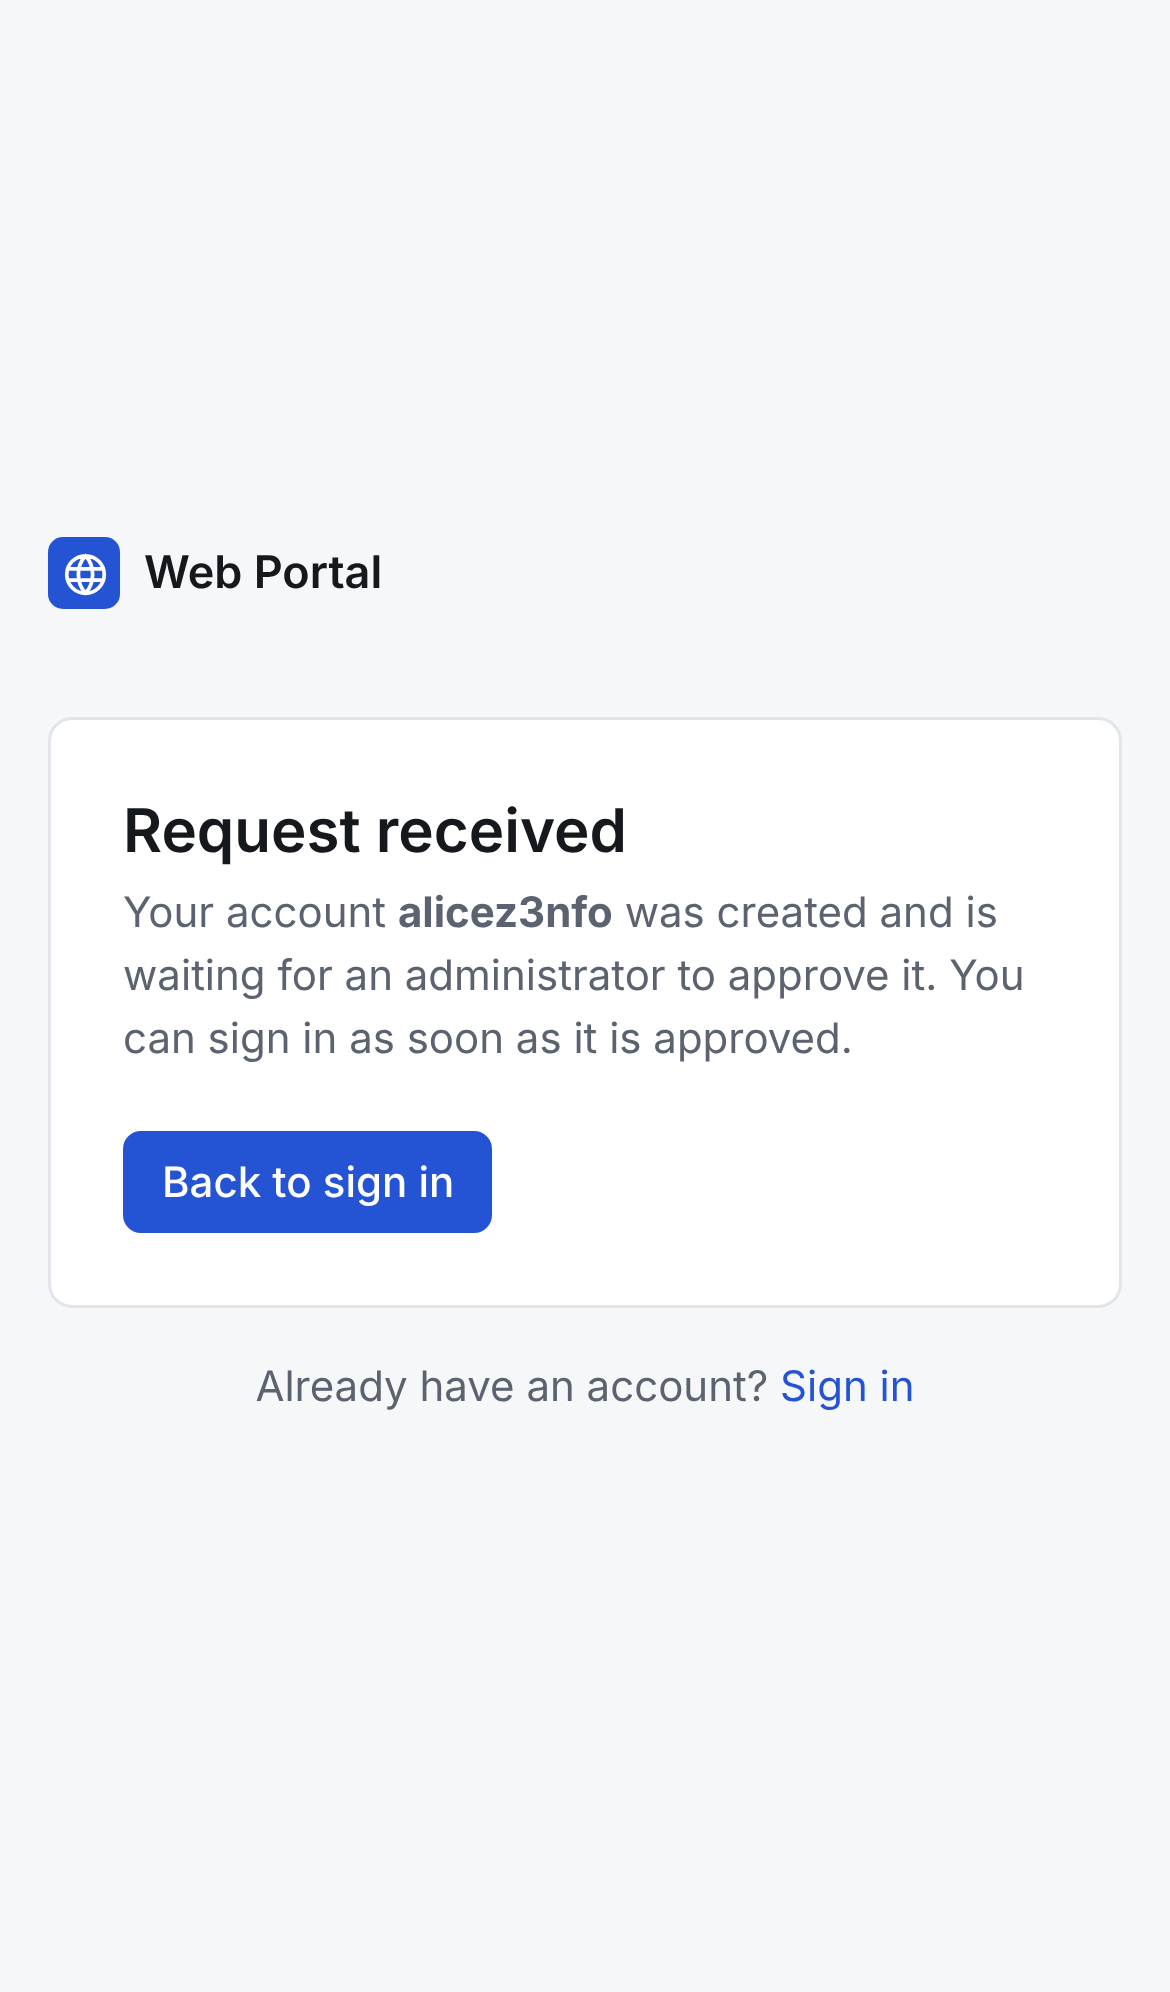 Web Portal
Request received
Your account alicez3nfo was created and is
waiting for an administrator to approve it. You
can sign in as soon as it is approved.
Back to sign in
Already have an account? Sign in